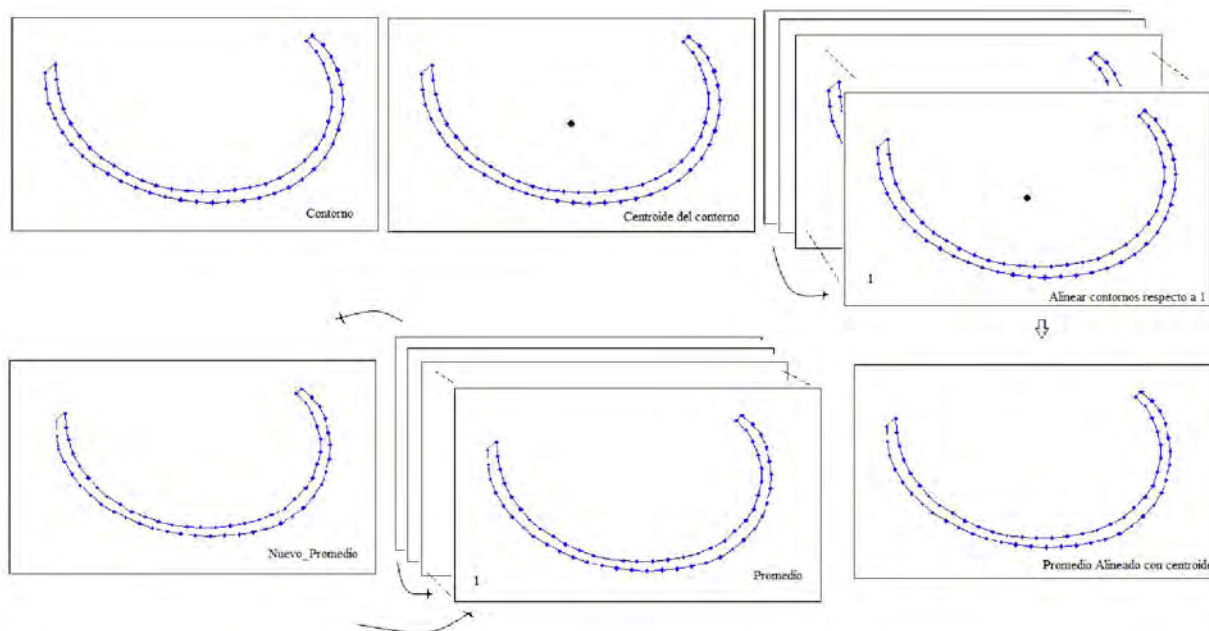 Contorno
Centroide del contorno
1
Alinear contornos respecto a 1
Nuevo_Promedio
1
Promedio
Promedio Alineado con centroide